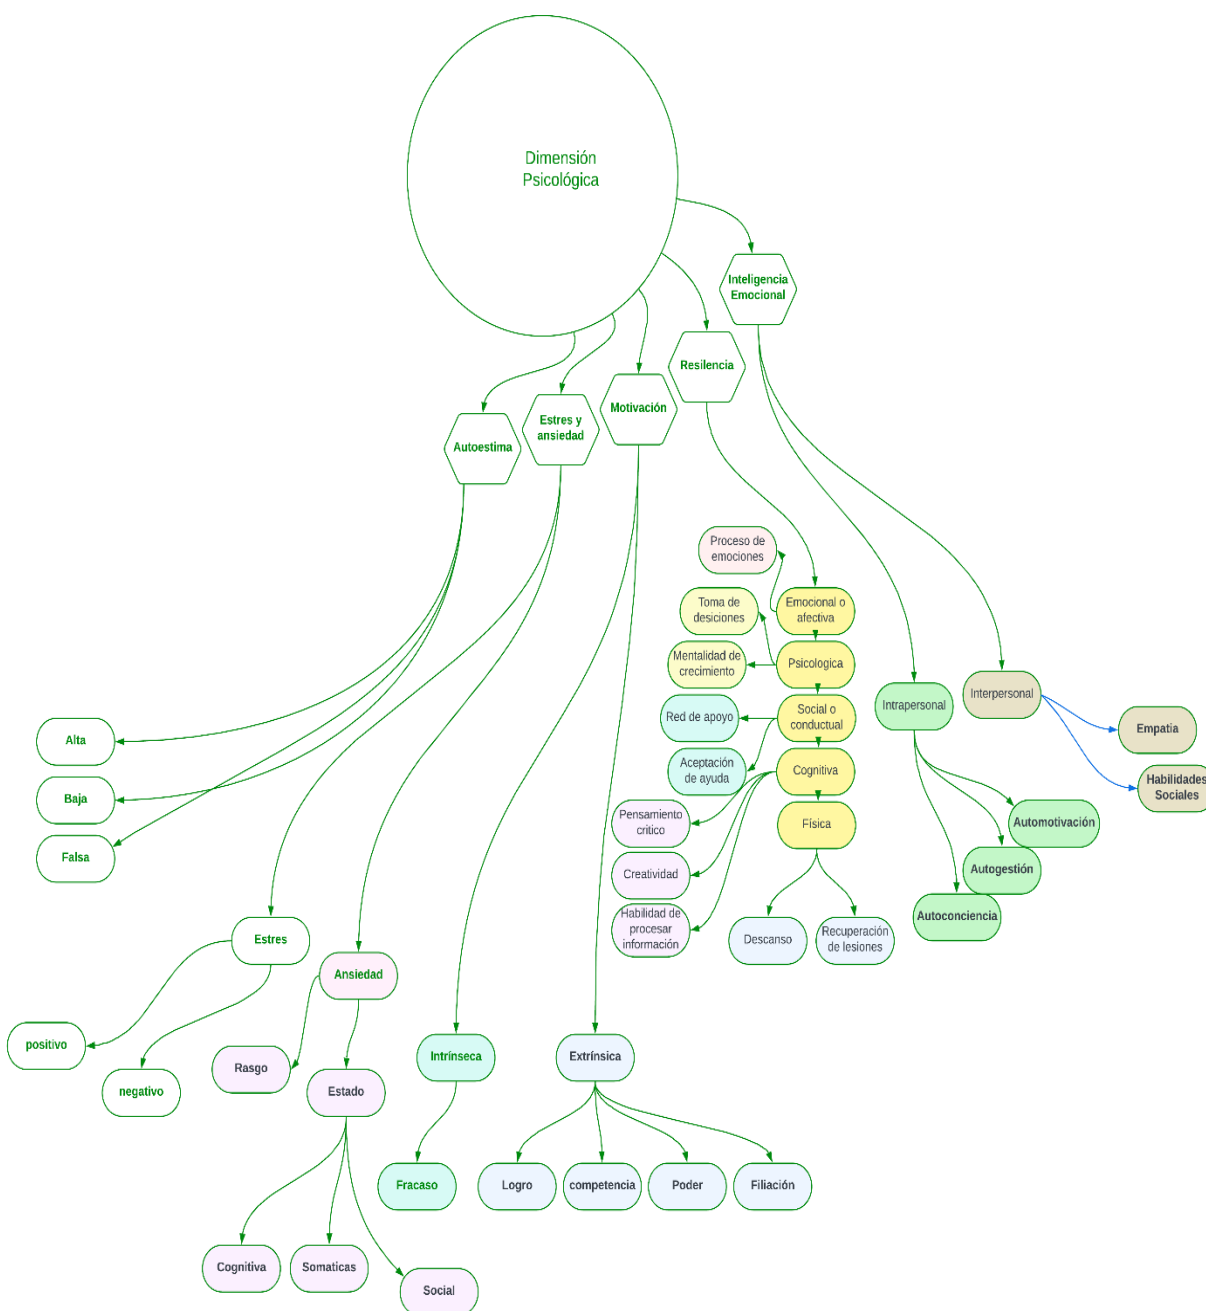 Dimensión
Psicológica
Inteligencia
Emocional
Resilencia
Motivación
Estres y
ansiedad
Autoestima
Proceso de
emociones
Emocional o
afectiva
Toma de
desiciones
Psicologica
Mentalidad de
crecimiento
Social o
conductual
Red de apoyo
Aceptación
de ayuda
Cognitiva
Pensamiento
critico
Física
Creatividad
Habilidad de
procesar
información
Descanso
Recuperación
de lesiones
Intrapersonal
Interpersonal
Empatia
Habilidades
Sociales
Automotivación
Autogestión
Autoconciencia
Alta
Baja
Falsa
Estres
Ansiedad
positivo
negativo
Rasgo
Estado
Intrínseca
Extrínsica
Fracaso
Logro
competencia
Poder
Filiación
Cognitiva
Somaticas
Social